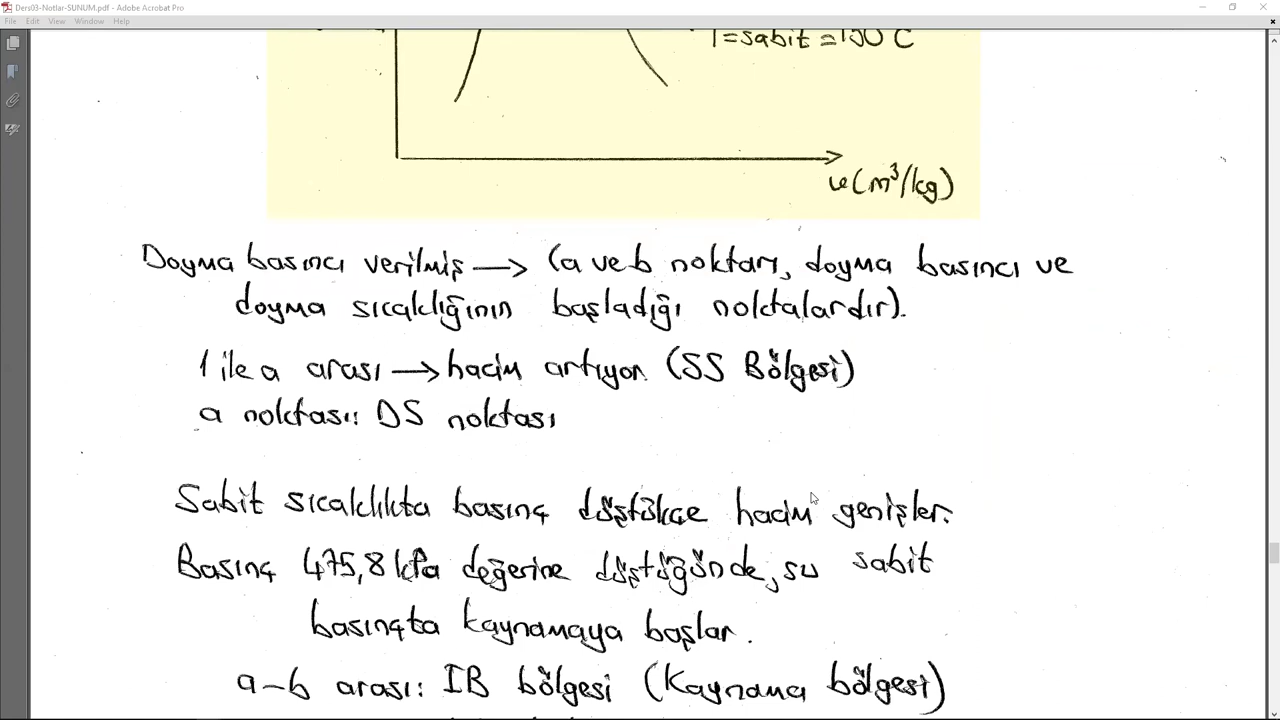 Ders03-Notlar-SUNUM.pdf - Adobe Acrobat Pro
File Edit View Window Help
T=sabit=150°C
v(m³/kg)
Doyma basıncı verilmiş → (a ve b noktarı, doyma basıncı ve
doyma sıcaklığının başladığı noktalardır).
1 ile a arası → hacim artıyor (SS Bölgesi)
a noktası: DS noktası
Sabit sıcaklıkta basınç düştükçe hacim genişler.
Basınç 475,8 kPa değerine düştüğünde, su sabit
basınçta kaynamaya başlar.
a-b arası: IB bölgesi (Kaynama bölgesi)